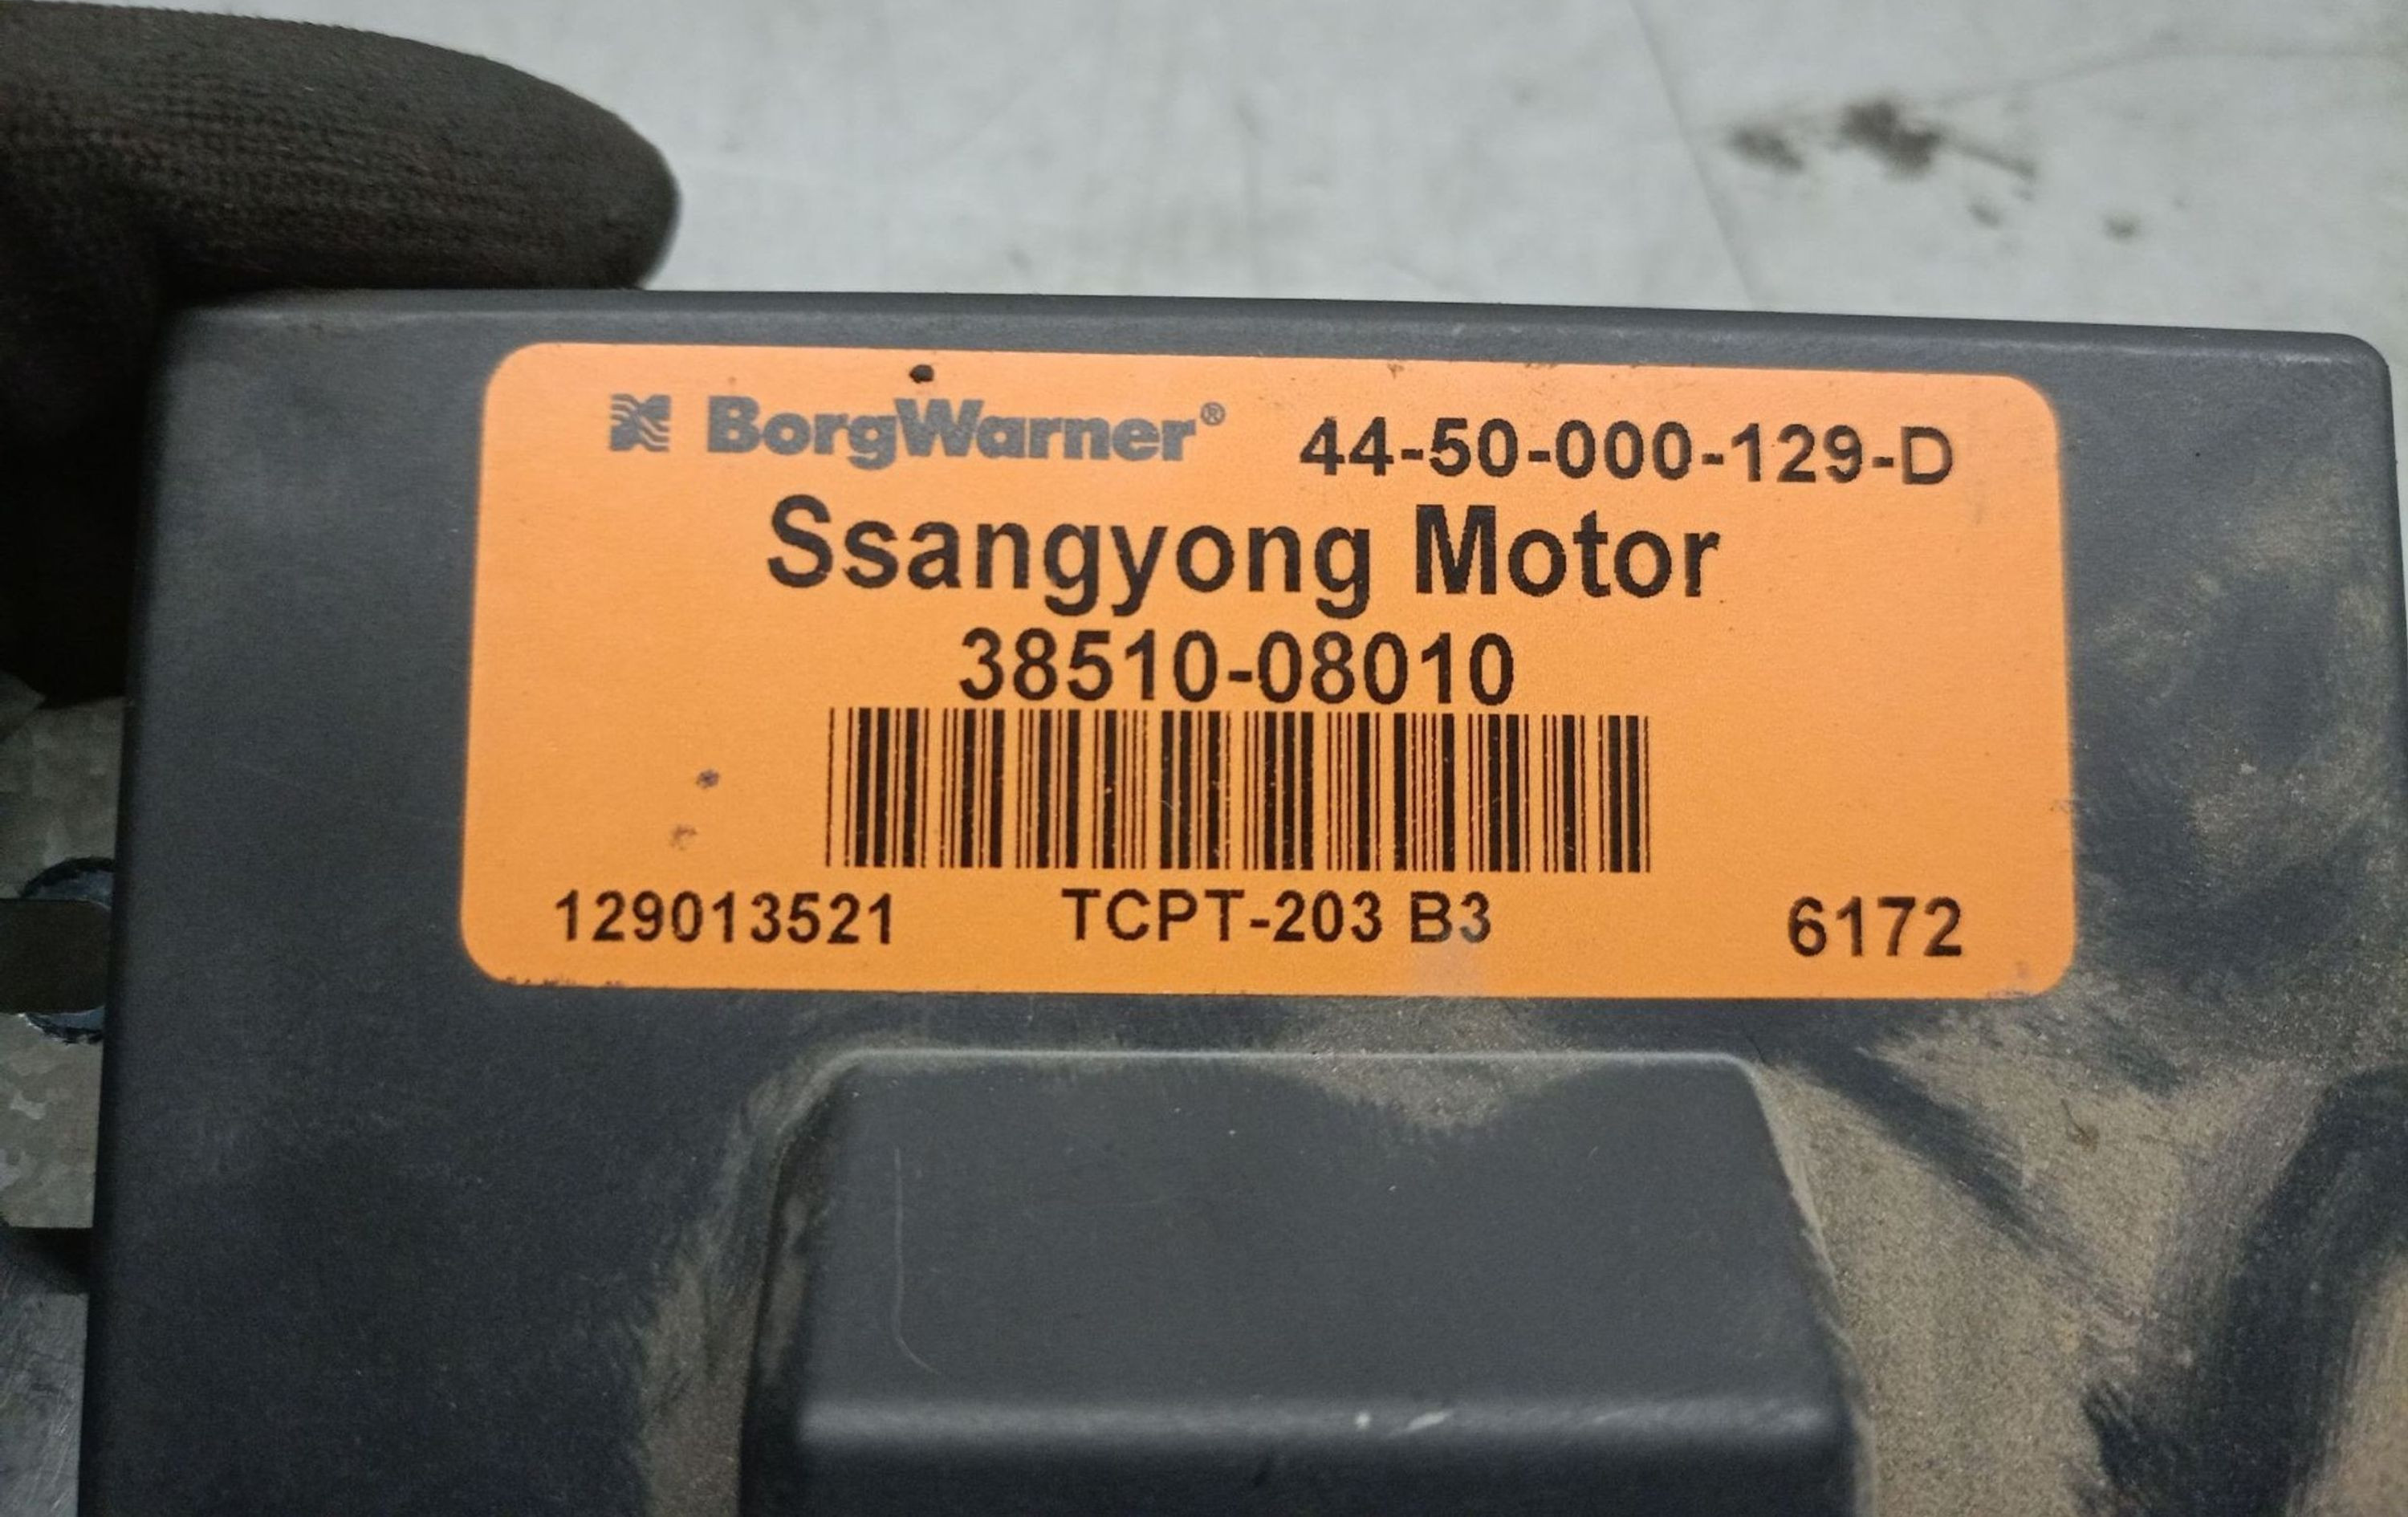 BorgWarner® 44-50-000-129-D
Ssangyong Motor
38510-08010
129013521 TCPT-203 B3 6172